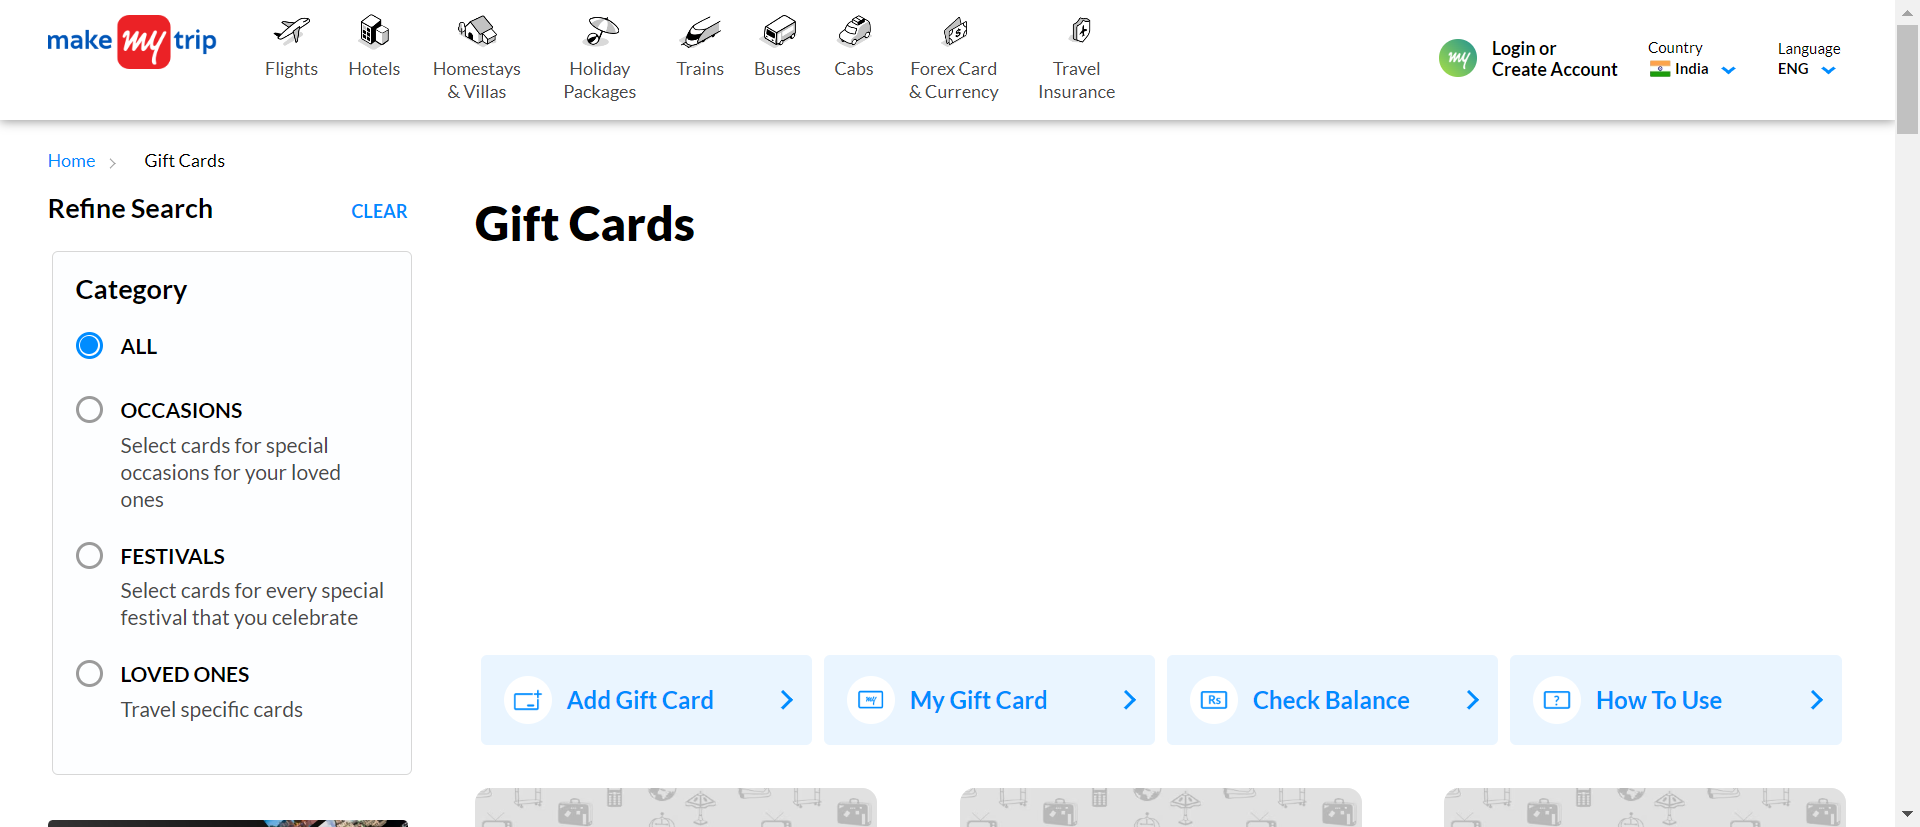 make my trip
Flights
Hotels
Homestays
& Villas
Holiday
Packages
Trains
Buses
Cabs
Forex Card
& Currency
Travel
Insurance
my
Login or
Create Account
Country
India
Language
ENG
Home
Gift Cards
Refine Search
CLEAR
Gift Cards
Category
ALL
OCCASIONS
Select cards for special
occasions for your loved
ones
FESTIVALS
Select cards for every special
festival that you celebrate
LOVED ONES
Travel specific cards
Add Gift Card
my
My Gift Card
Rs
Check Balance
?
How To Use